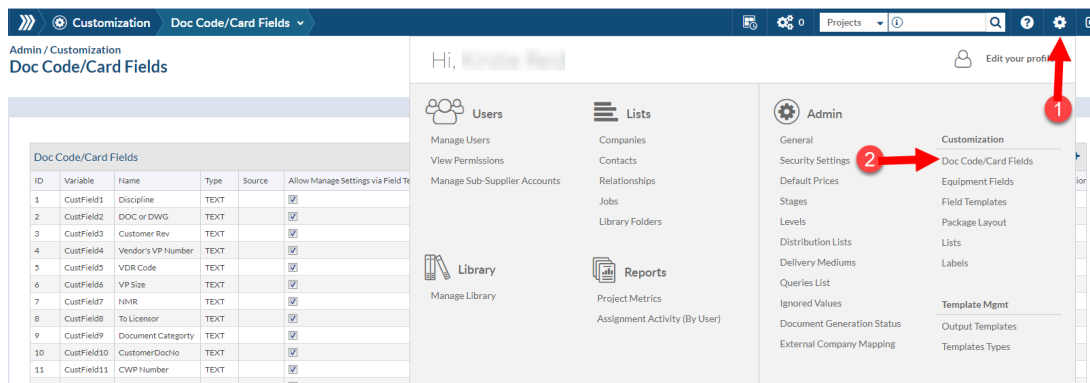 Customization Doc Code/Card Fields 0 Projects
Admin / Customization
Doc Code/Card Fields
Hi,
Edit your profile
1
Users
Manage Users
View Permissions
Manage Sub-Supplier Accounts
Lists
Companies
Contacts
Relationships
Jobs
Library Folders
Library
Manage Library
Reports
Project Metrics
Assignment Activity (By User)
Admin
General
Security Settings
Default Prices
Stages
Levels
Distribution Lists
Delivery Mediums
Queries List
Ignored Values
Document Generation Status
External Company Mapping
Customization
2
Doc Code/Card Fields
Equipment Fields
Field Templates
Package Layout
Lists
Labels
Template Mgmt
Output Templates
Templates Types
Doc Code/Card Fields
ID Variable Name Type Source Allow Manage Settings via Field Te
1 CustField1 Discipline TEXT
2 CustField2 DOC or DWG TEXT
3 CustField3 Customer Rev TEXT
4 CustField4 Vendor's VP Number TEXT
5 CustField5 VDR Code TEXT
6 CustField6 VP Size TEXT
7 CustField7 NMR TEXT
8 CustField8 To Licensor TEXT
9 CustField9 Document Categorty TEXT
10 CustField10 CustomerDocNo TEXT
11 CustField11 CWP Number TEXT